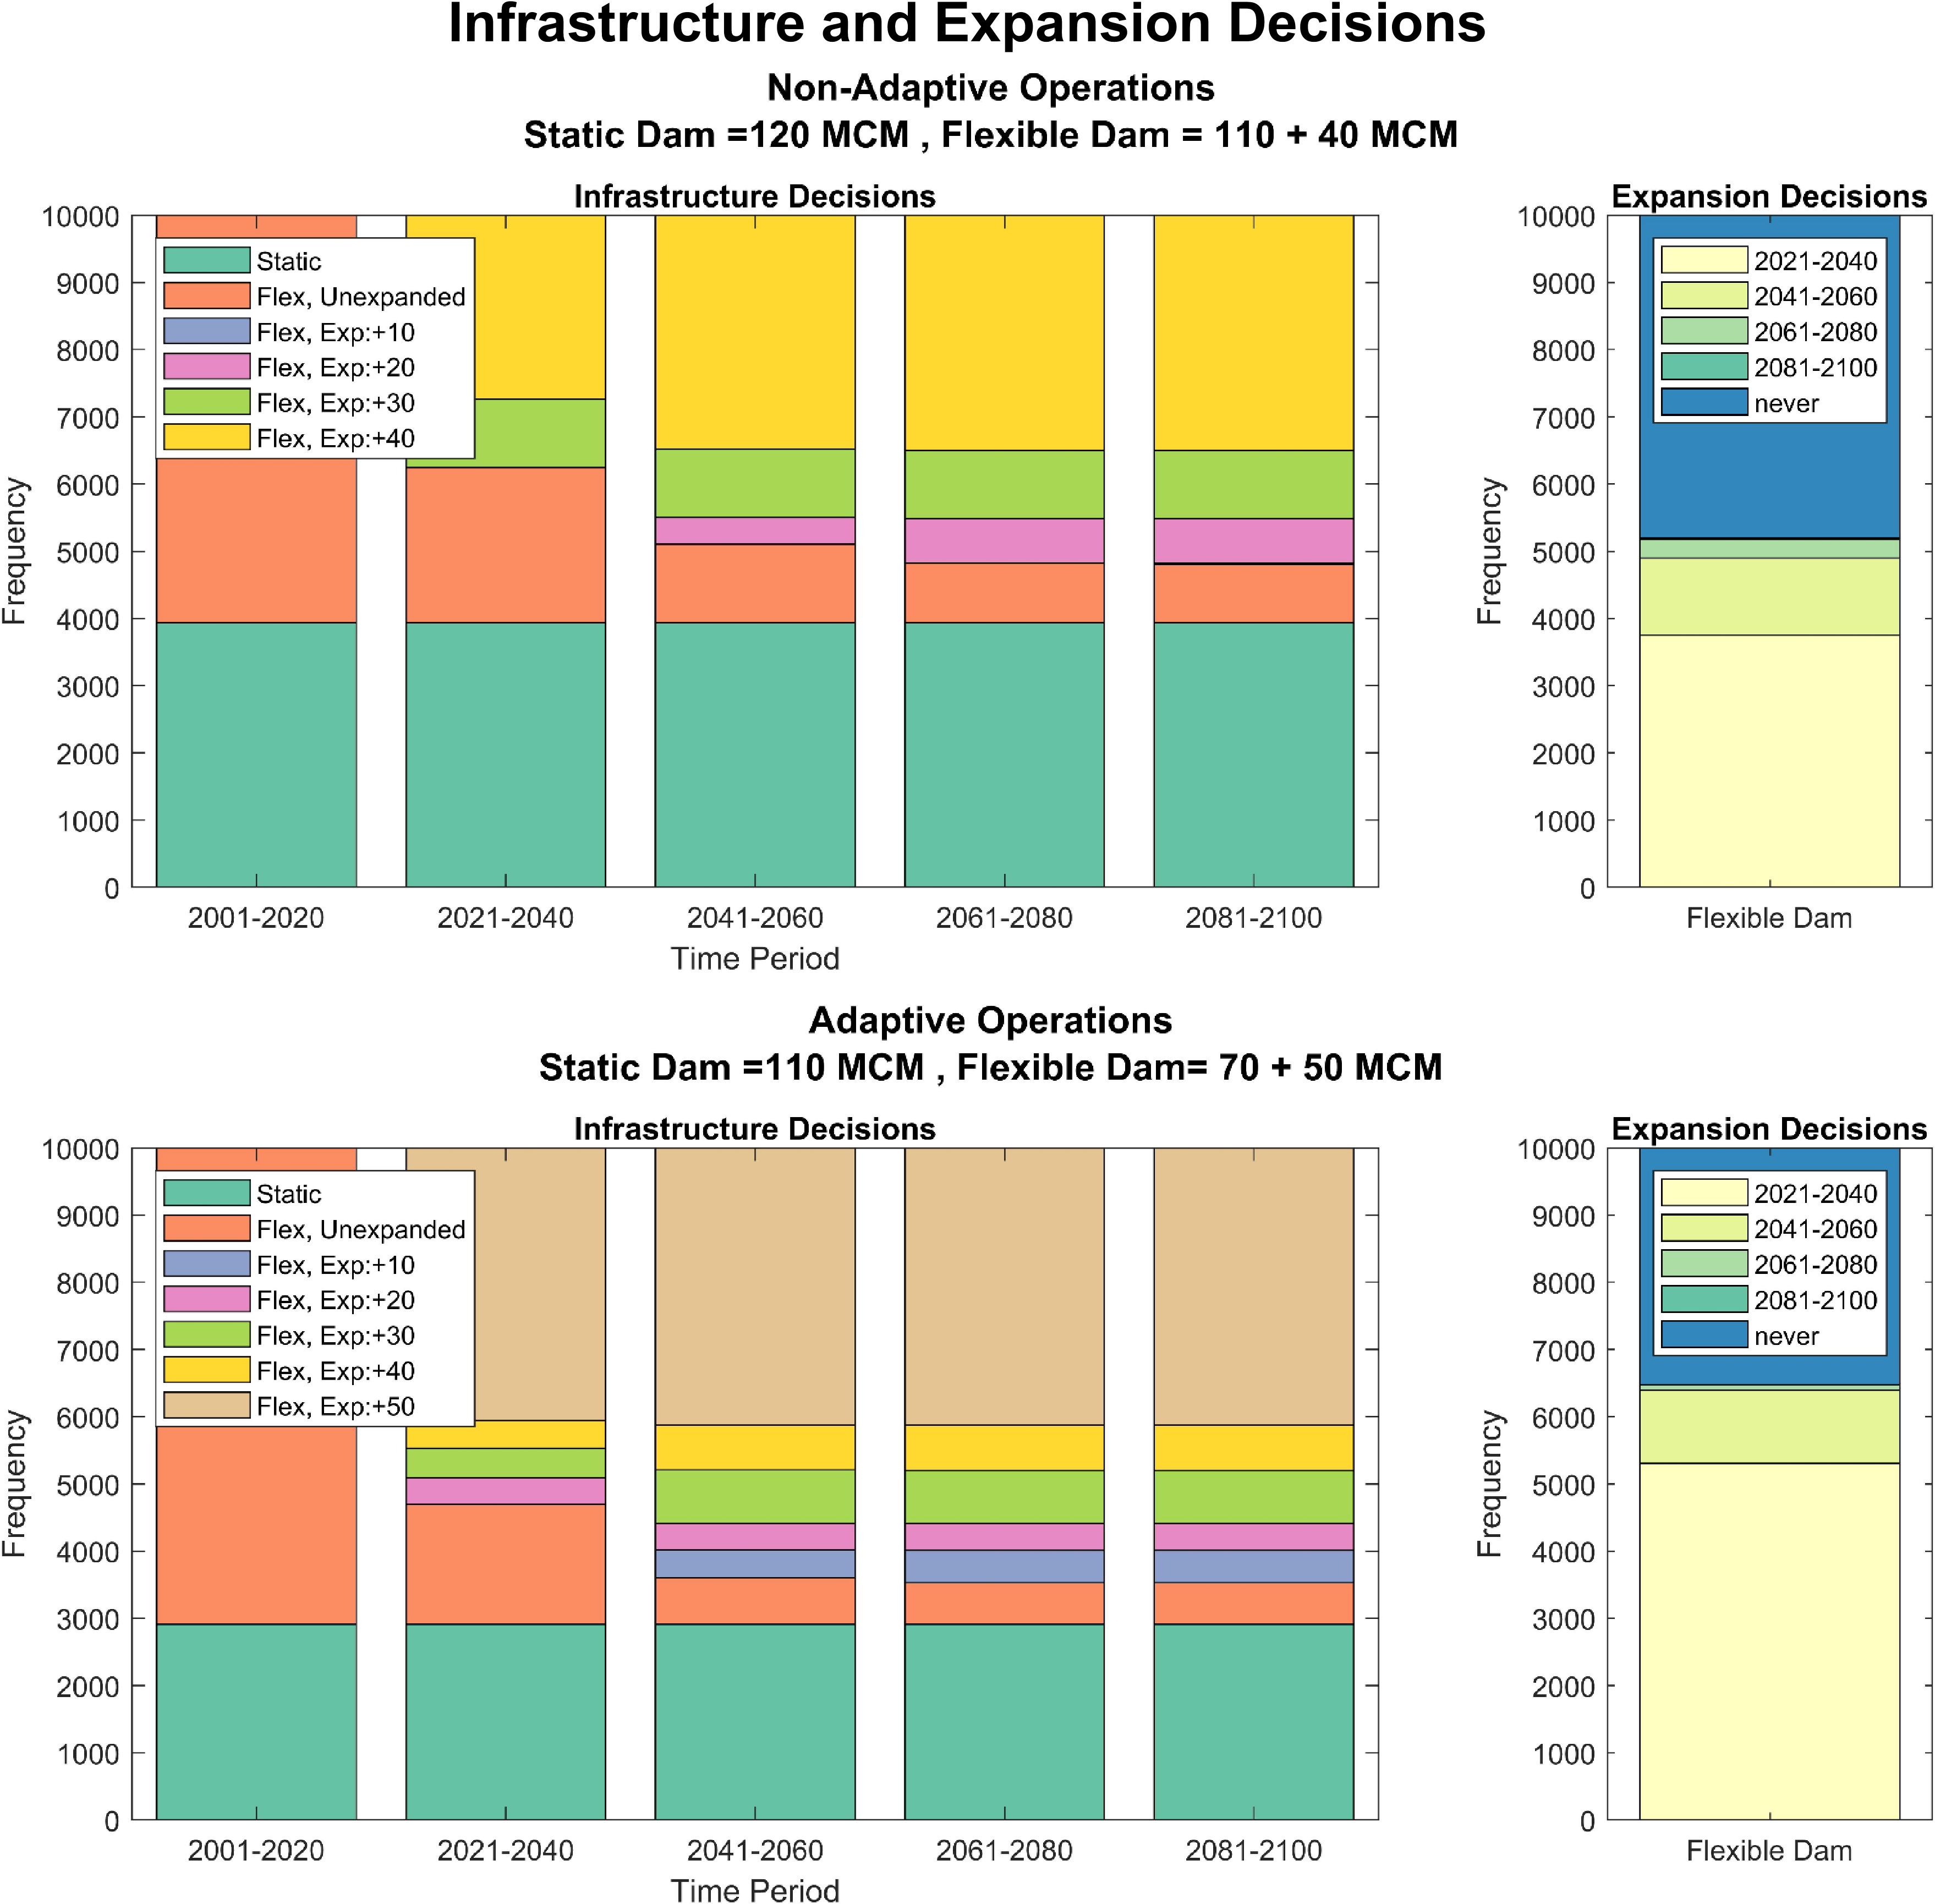 Infrastructure and Expansion Decisions
Non-Adaptive Operations
Static Dam =120 MCM , Flexible Dam = 110 + 40 MCM
Infrastructure Decisions
Frequency
10000
9000
8000
7000
6000
5000
4000
3000
2000
1000
0
Static
Flex, Unexpanded
Flex, Exp:+10
Flex, Exp:+20
Flex, Exp:+30
Flex, Exp:+40
2001-2020
2021-2040
2041-2060
2061-2080
2081-2100
Time Period
Expansion Decisions
Frequency
10000
9000
8000
7000
6000
5000
4000
3000
2000
1000
0
2021-2040
2041-2060
2061-2080
2081-2100
never
Flexible Dam
Adaptive Operations
Static Dam =110 MCM , Flexible Dam= 70 + 50 MCM
Infrastructure Decisions
Frequency
10000
9000
8000
7000
6000
5000
4000
3000
2000
1000
0
Static
Flex, Unexpanded
Flex, Exp:+10
Flex, Exp:+20
Flex, Exp:+30
Flex, Exp:+40
Flex, Exp:+50
2001-2020
2021-2040
2041-2060
2061-2080
2081-2100
Time Period
Expansion Decisions
Frequency
10000
9000
8000
7000
6000
5000
4000
3000
2000
1000
0
2021-2040
2041-2060
2061-2080
2081-2100
never
Flexible Dam